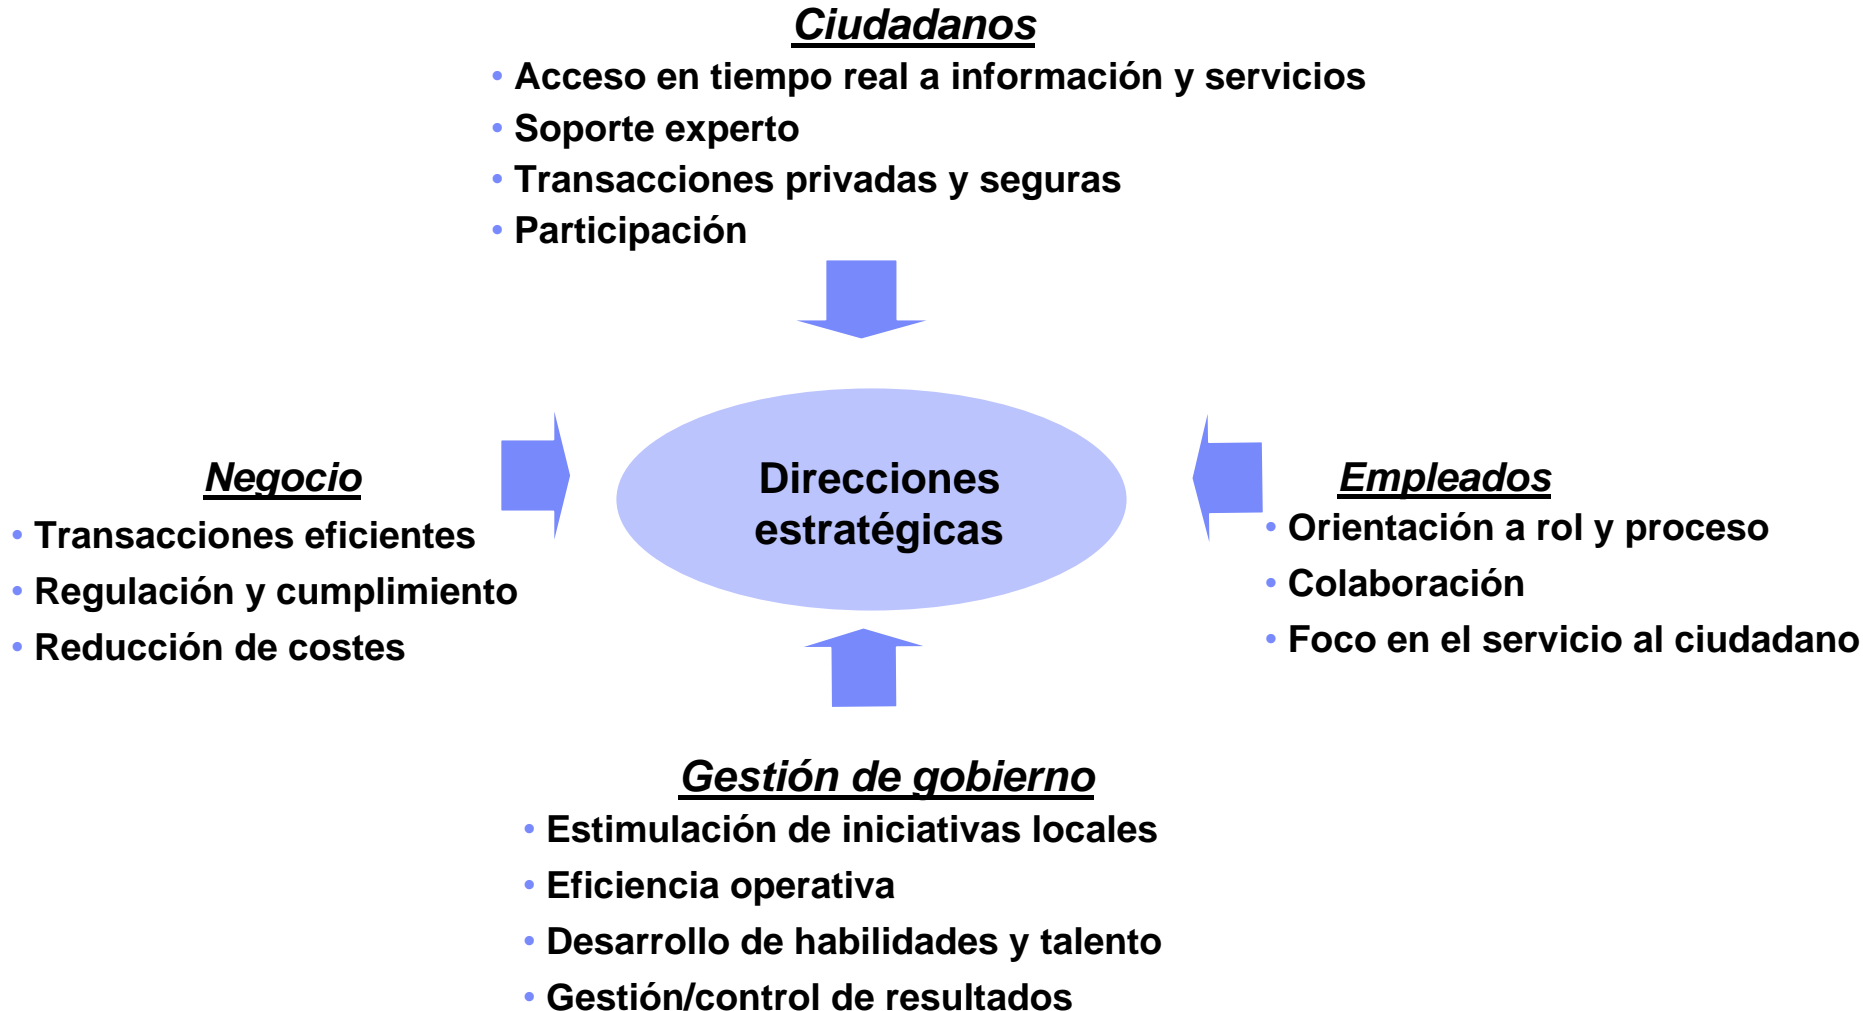 Ciudadanos
• Acceso en tiempo real a información y servicios
• Soporte experto
• Transacciones privadas y seguras
• Participación
Negocio
• Transacciones eficientes
• Regulación y cumplimiento
• Reducción de costes
Direcciones
estratégicas
Empleados
• Orientación a rol y proceso
• Colaboración
• Foco en el servicio al ciudadano
Gestión de gobierno
• Estimulación de iniciativas locales
• Eficiencia operativa
• Desarrollo de habilidades y talento
• Gestión/control de resultados